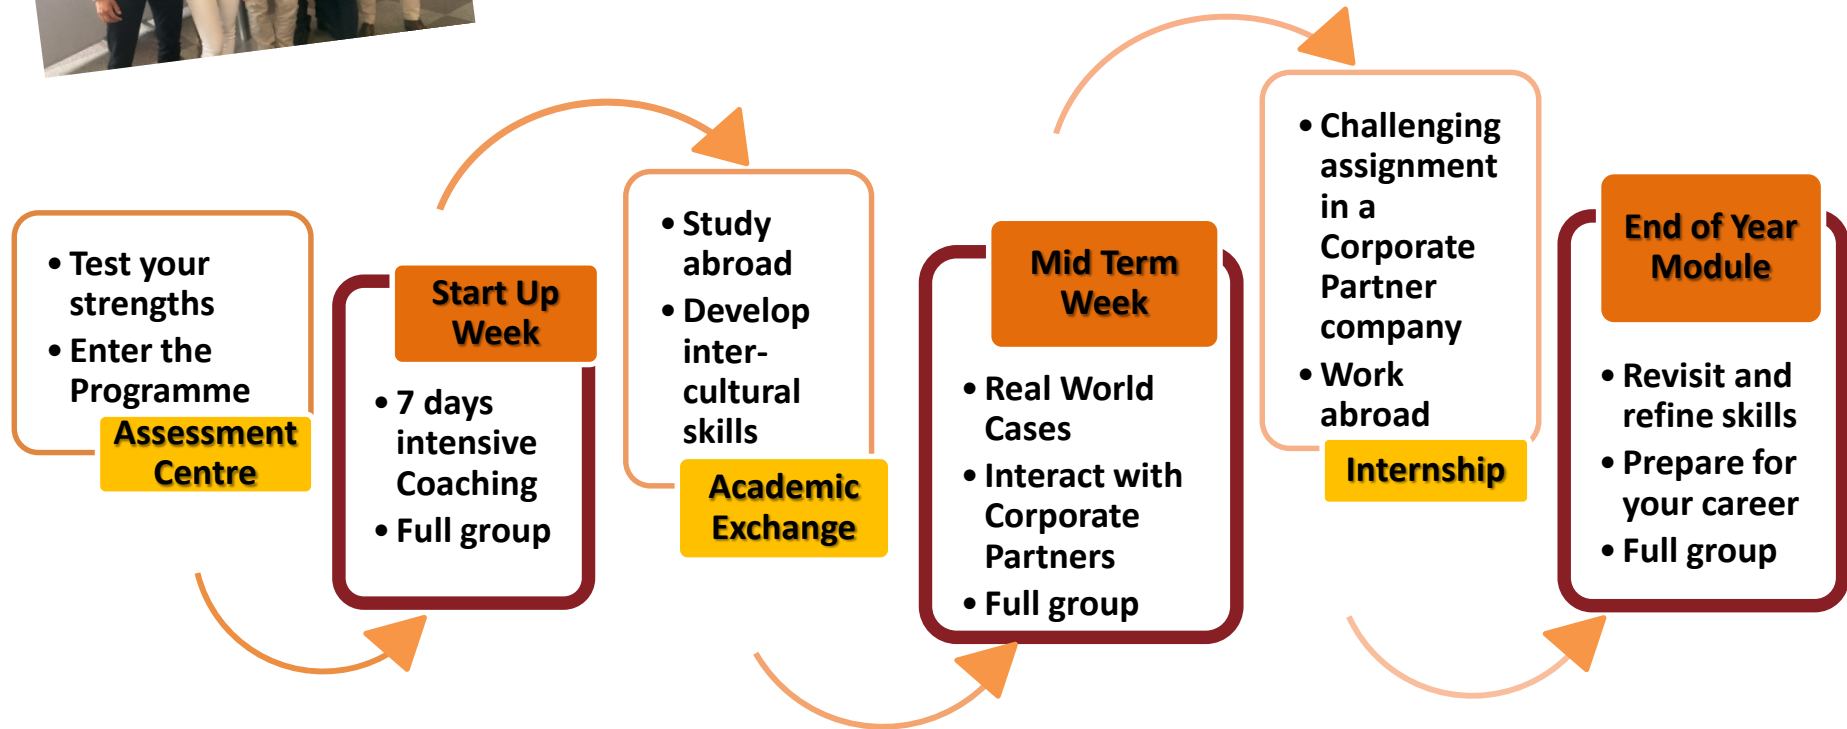 • Test your
strengths
• Enter the
Programme
Assessment
Centre
Start Up
Week
• 7 days
intensive
Coaching
• Full group
• Study
abroad
• Develop
inter-
cultural
skills
Academic
Exchange
Mid Term
Week
• Real World
Cases
• Interact with
Corporate
Partners
• Full group
• Challenging
assignment
in a
Corporate
Partner
company
• Work
abroad
Internship
End of Year
Module
• Revisit and
refine skills
• Prepare for
your career
• Full group